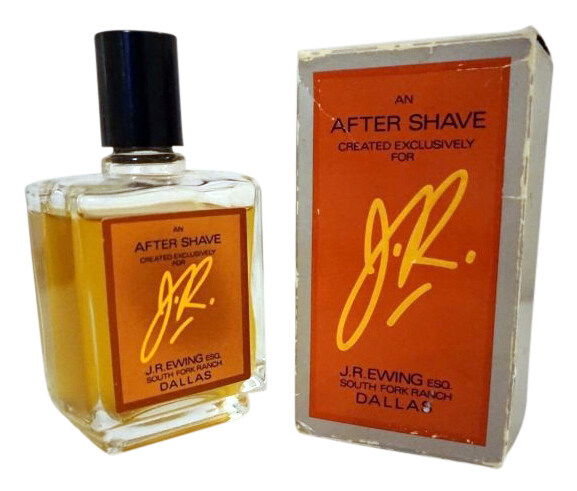 AN
AFTER SHAVE
CREATED EXCLUSIVELY
FOR
J.R.
J.R.EWING ESQ.
SOUTH FORK RANCH
DALLAS
AN
AFTER SHAVE
CREATED EXCLUSIVELY
FOR
J.R.
J.R.EWING ESQ.
SOUTH FORK RANCH
DALLAS